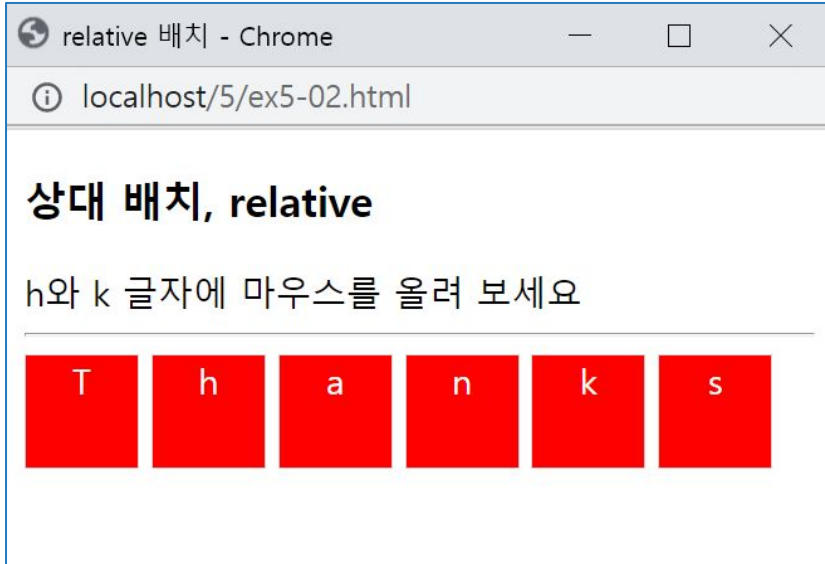 relative 배치 - Chrome
localhost/5/ex5-02.html
상대 배치, relative
h와 k 글자에 마우스를 올려 보세요
T h a n k s